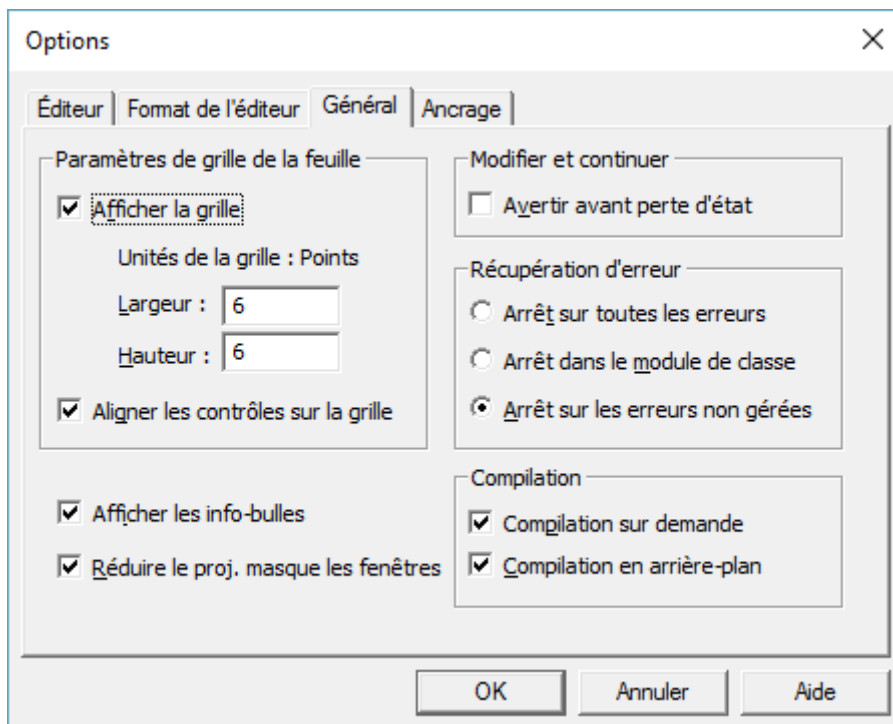 Options
Éditeur
Format de l'éditeur
Général
Ancrage
Paramètres de grille de la feuille
Afficher la grille
Unités de la grille : Points
Largeur : 6
Hauteur : 6
Aligner les contrôles sur la grille
Afficher les info-bulles
Réduire le proj. masque les fenêtres
Modifier et continuer
Avertir avant perte d'état
Récupération d'erreur
Arrêt sur toutes les erreurs
Arrêt dans le module de classe
Arrêt sur les erreurs non gérées
Compilation
Compilation sur demande
Compilation en arrière-plan
OK
Annuler
Aide